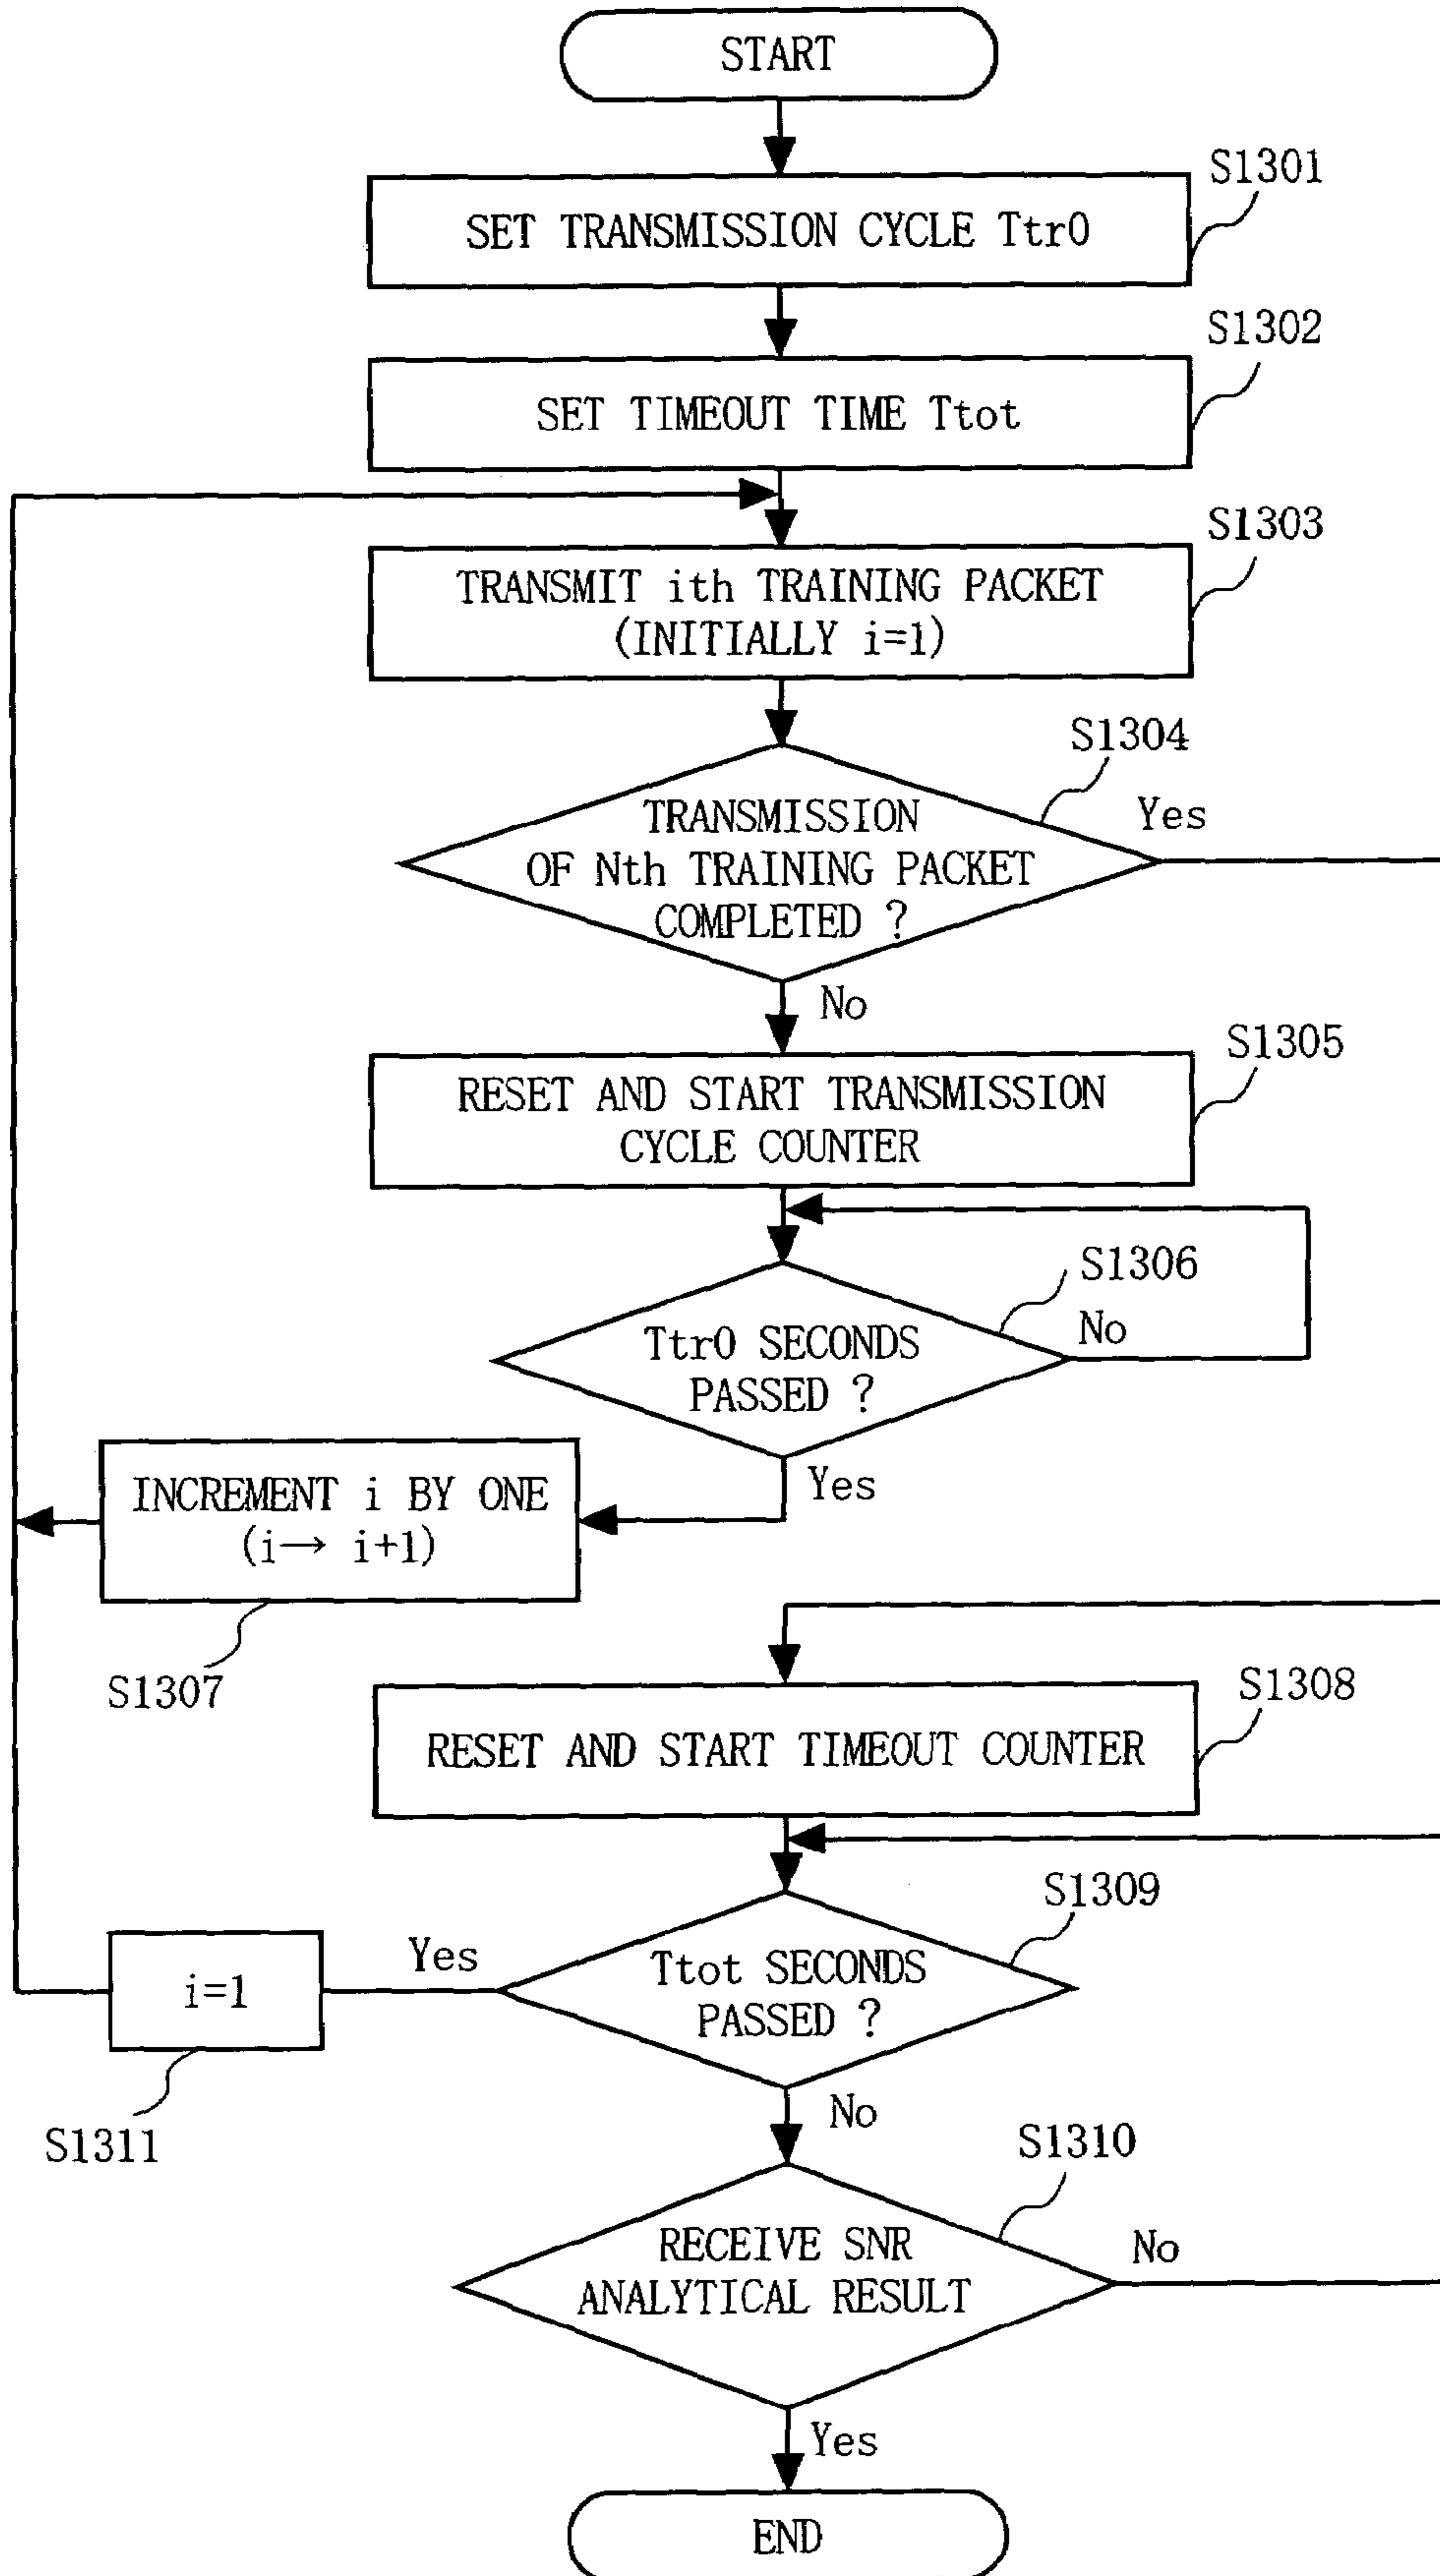 START
S1301
SET TRANSMISSION CYCLE Ttr0
S1302
SET TIMEOUT TIME Ttot
S1303
TRANSMIT ith TRAINING PACKET
(INITIALLY i=1)
S1304
TRANSMISSION
OF Nth TRAINING PACKET
COMPLETED ?
Yes
No
S1305
RESET AND START TRANSMISSION
CYCLE COUNTER
S1306
Ttr0 SECONDS
PASSED ?
No
Yes
INCREMENT i BY ONE
(i→ i+1)
S1307
S1308
RESET AND START TIMEOUT COUNTER
S1309
Ttot SECONDS
PASSED ?
Yes
i=1
S1311
No
S1310
RECEIVE SNR
ANALYTICAL RESULT
No
Yes
END